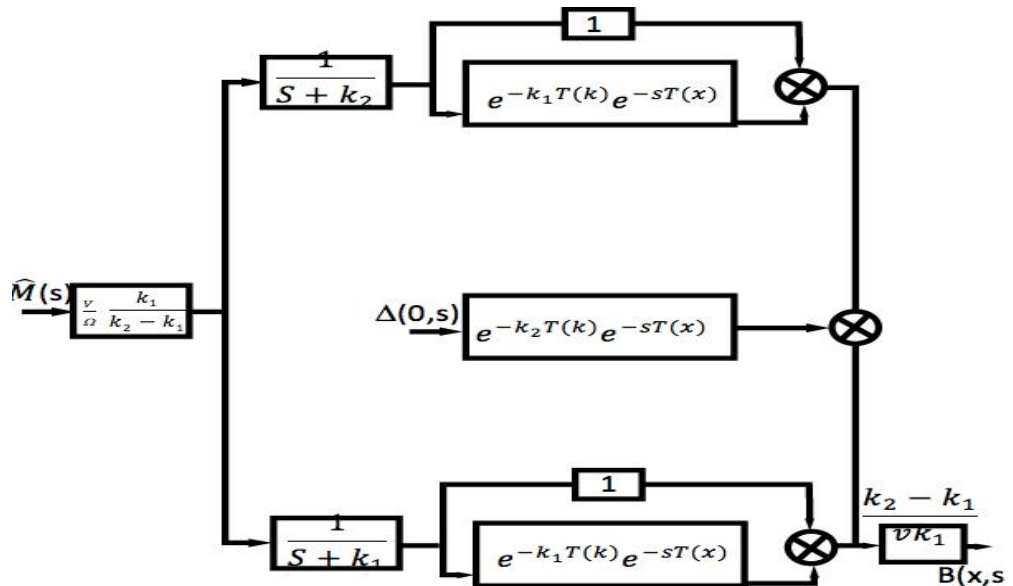 1
1
S + k₂
e^{-k₁T(k)} e^{-sT(x)}
M̂(s)
v/Ω k₁/(k₂ − k₁)
Δ(0,s)
e^{-k₂T(k)} e^{-sT(x)}
1
1
S + k₁
e^{-k₁T(k)} e^{-sT(x)}
k₂ − k₁
vk₁
B(x,s